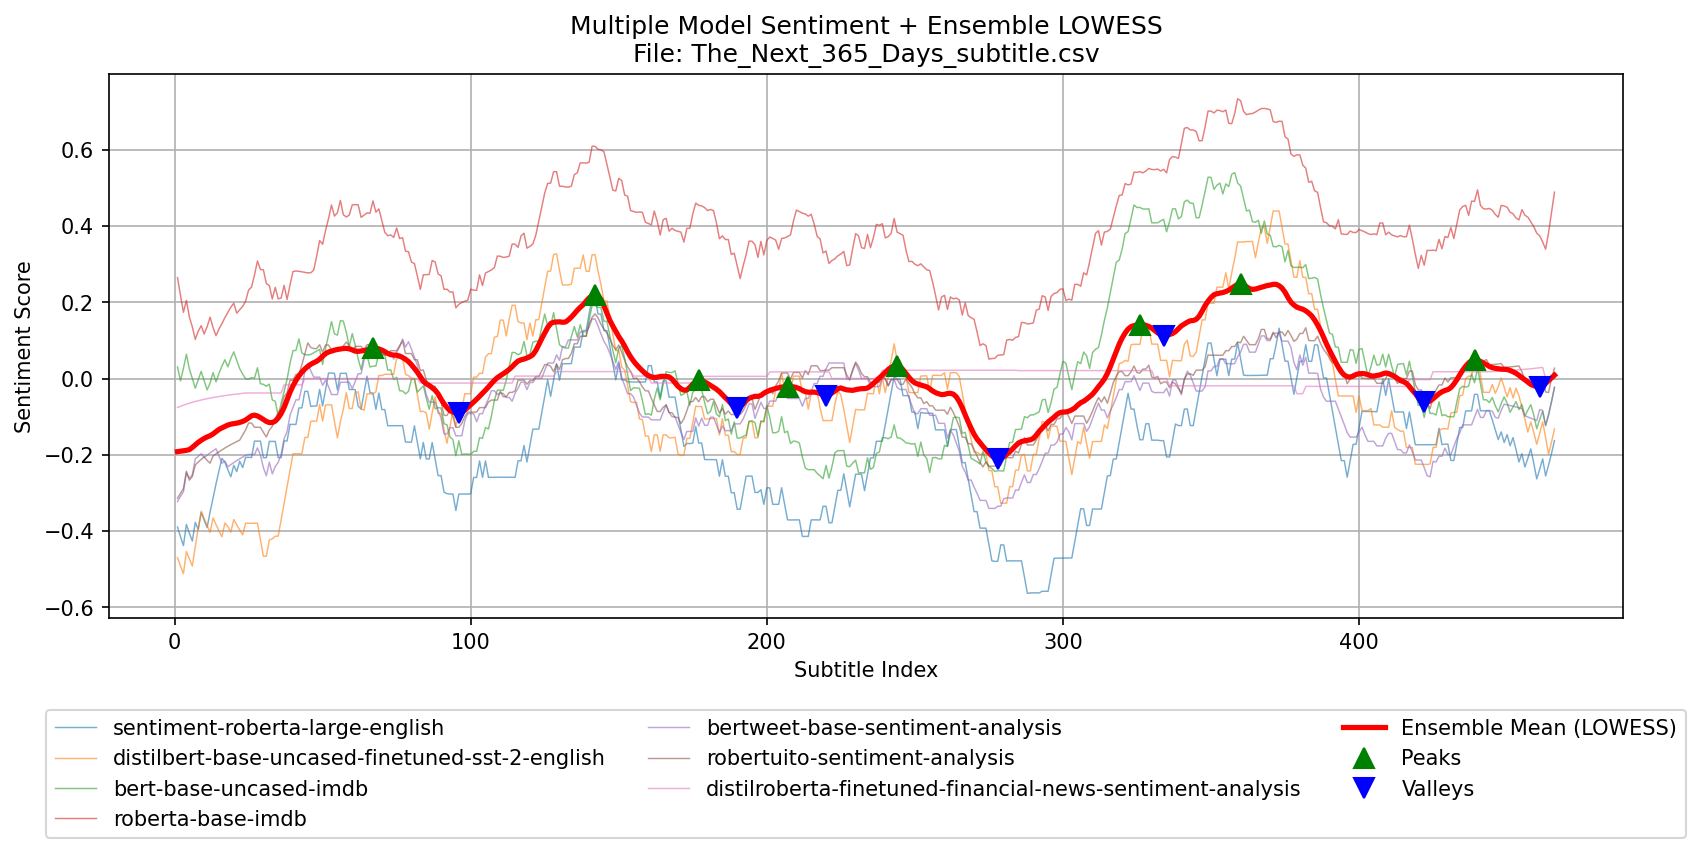 Multiple Model Sentiment + Ensemble LOWESS
File: The_Next_365_Days_subtitle.csv
Sentiment Score
0.6
0.4
0.2
0.0
−0.2
−0.4
−0.6
0 100 200 300 400
Subtitle Index
sentiment-roberta-large-english
distilbert-base-uncased-finetuned-sst-2-english
bert-base-uncased-imdb
roberta-base-imdb
bertweet-base-sentiment-analysis
robertuito-sentiment-analysis
distilroberta-finetuned-financial-news-sentiment-analysis
Ensemble Mean (LOWESS)
Peaks
Valleys